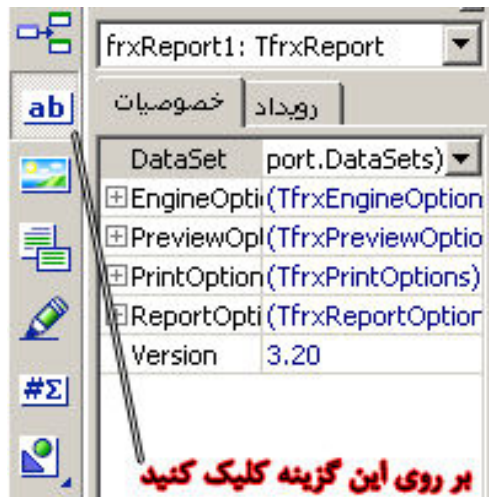 frxReport1: TfrxReport
ab
خصوصیات
رویداد
DataSet port.DataSets)
EngineOpti (TfrxEngineOption
PreviewOpl (TfrxPreviewOptio
PrintOption (TfrxPrintOptions)
ReportOpti (TfrxReportOption
Version 3.20
#Σ
بر روی این گزینه کلیک کنید